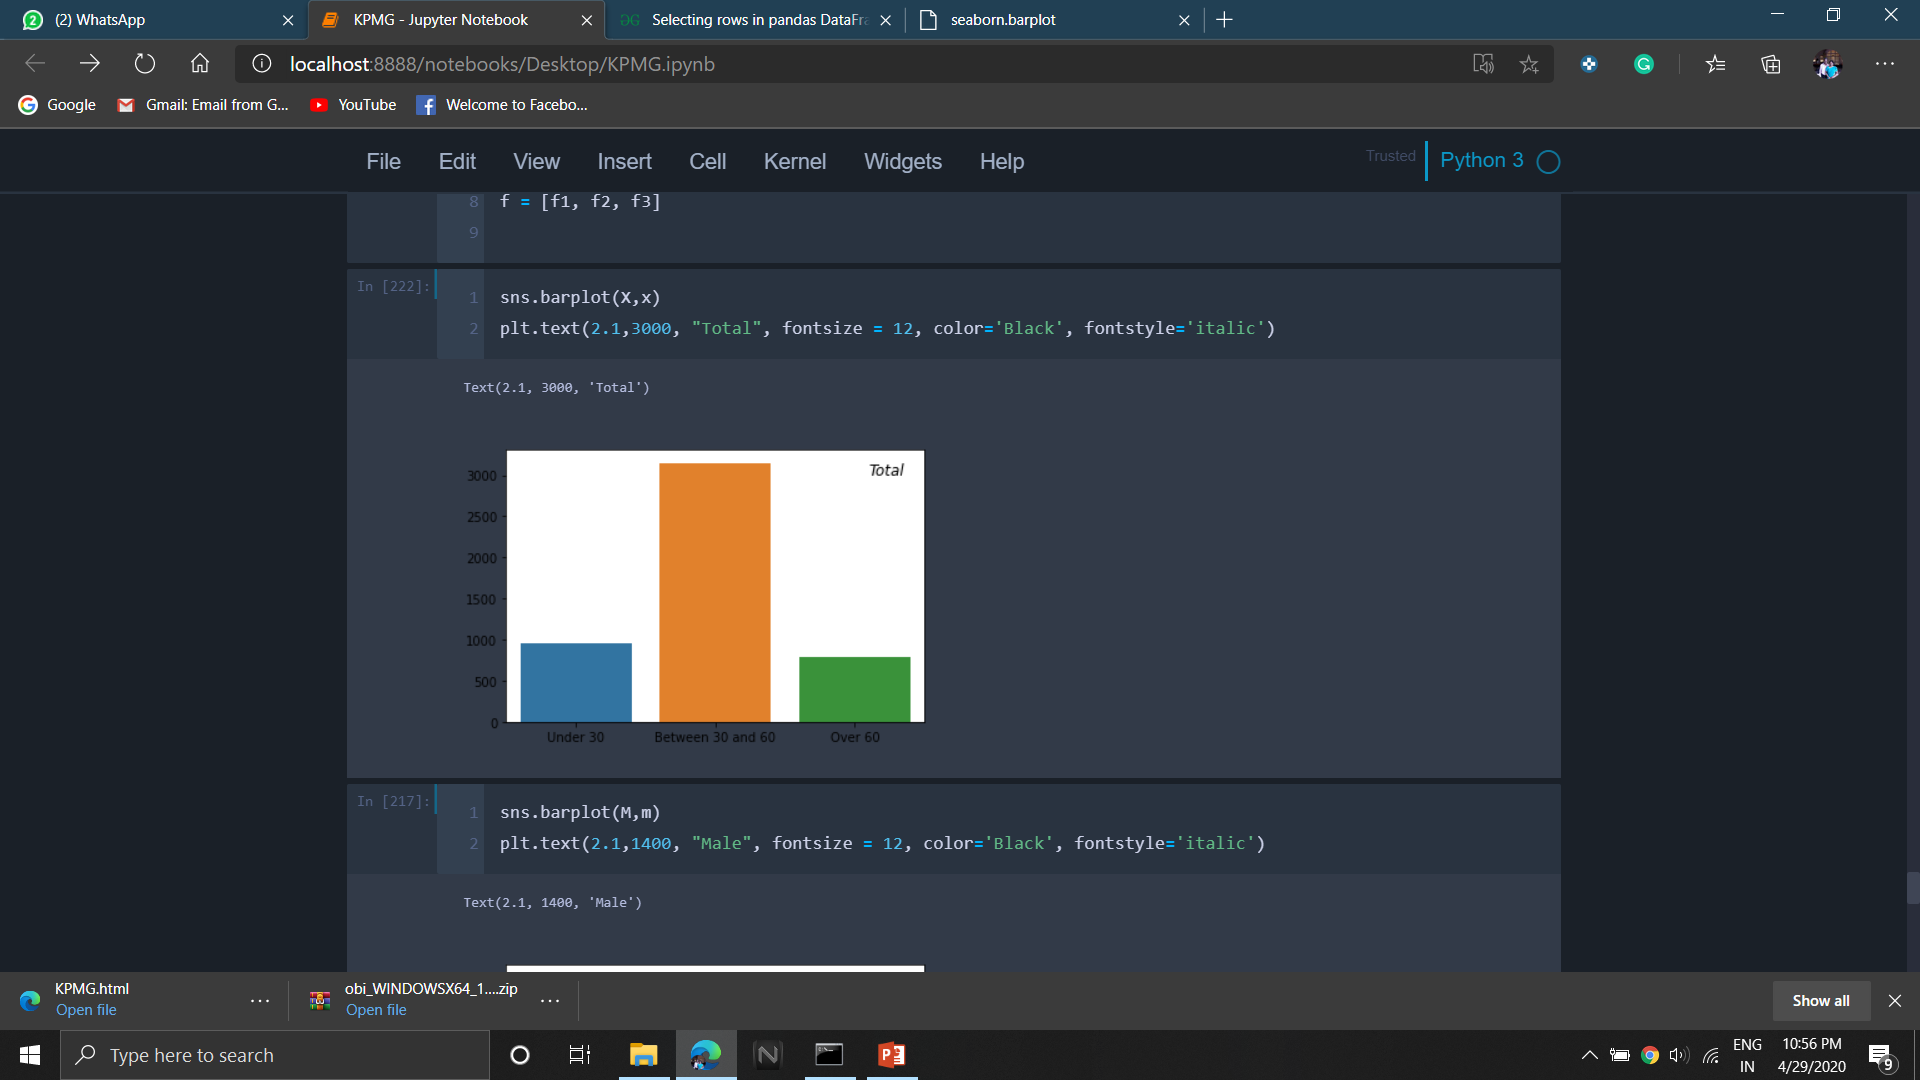 (2) WhatsApp
KPMG - Jupyter Notebook
Selecting rows in pandas DataFra
seaborn.barplot
localhost:8888/notebooks/Desktop/KPMG.ipynb
Google
Gmail: Email from G...
YouTube
Welcome to Facebo...
File Edit View Insert Cell Kernel Widgets Help
Trusted
Python 3
8 f = [f1, f2, f3]
9
In [222]:
1 sns.barplot(X,x)
2 plt.text(2.1,3000, "Total", fontsize = 12, color='Black', fontstyle='italic')
Text(2.1, 3000, 'Total')
Total
3000
2500
2000
1500
1000
500
0
Under 30 Between 30 and 60 Over 60
In [217]:
1 sns.barplot(M,m)
2 plt.text(2.1,1400, "Male", fontsize = 12, color='Black', fontstyle='italic')
Text(2.1, 1400, 'Male')
KPMG.html
Open file
obi_WINDOWSX64_1....zip
Open file
Show all
Type here to search
ENG
IN
10:56 PM
4/29/2020
9